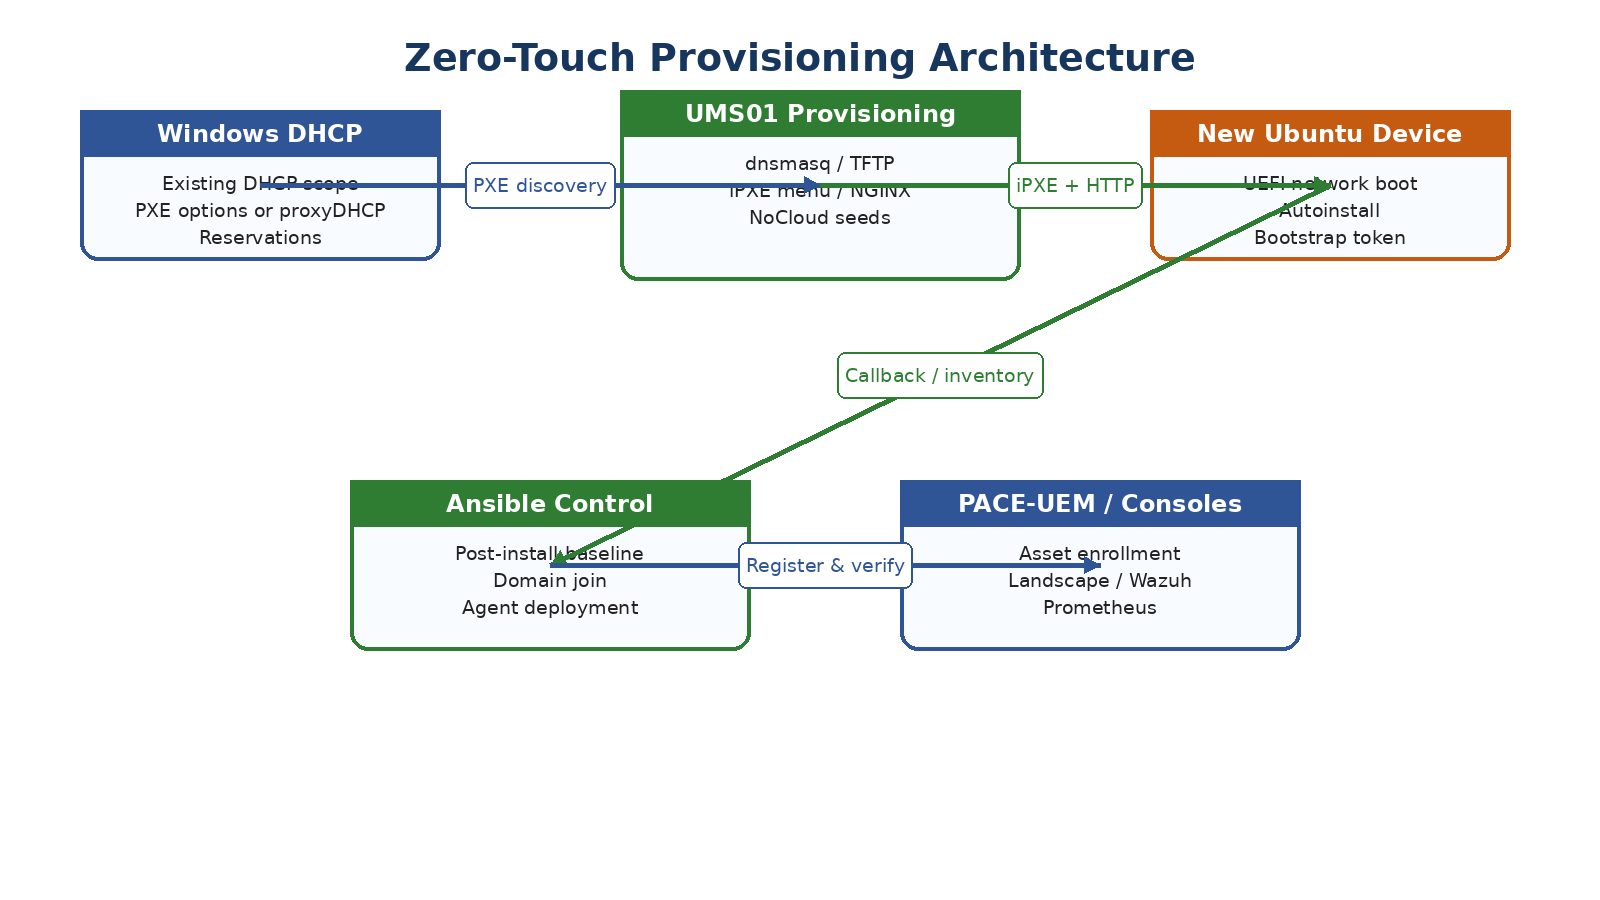 Zero-Touch Provisioning Architecture
Windows DHCP
Existing DHCP scope
PXE options or proxyDHCP
Reservations
PXE discovery
UMS01 Provisioning
dnsmasq / TFTP
iPXE menu / NGINX
NoCloud seeds
iPXE + HTTP
New Ubuntu Device
UEFI network boot
Autoinstall
Bootstrap token
Callback / inventory
Ansible Control
Post-install baseline
Domain join
Agent deployment
Register & verify
PACE-UEM / Consoles
Asset enrollment
Landscape / Wazuh
Prometheus